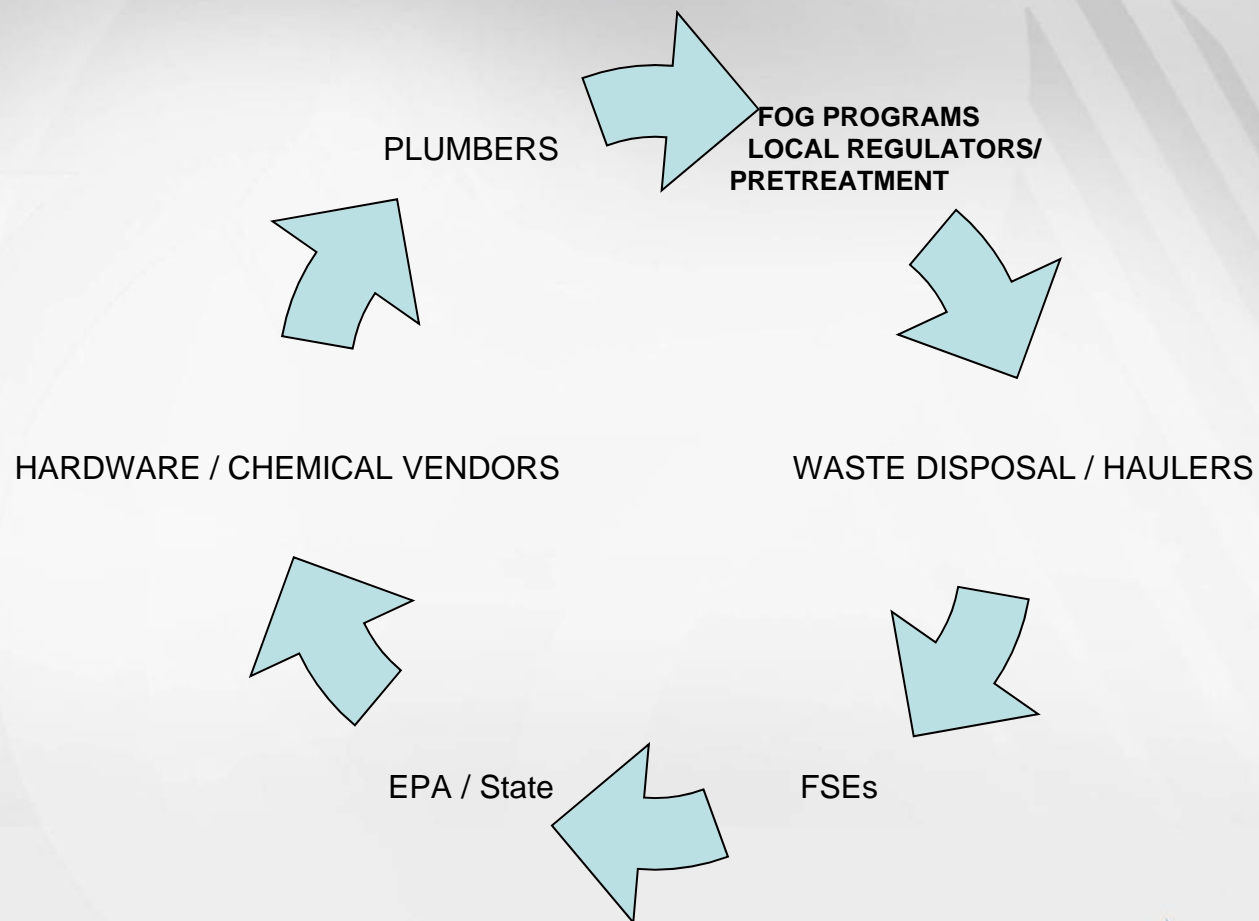 PLUMBERS
FOG PROGRAMS
LOCAL REGULATORS/
PRETREATMENT
HARDWARE / CHEMICAL VENDORS
WASTE DISPOSAL / HAULERS
EPA / State
FSEs